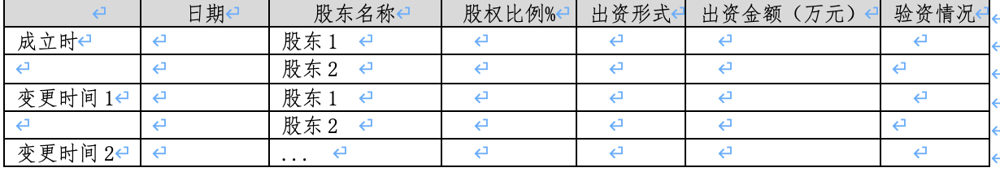 日期 股东名称 股权比例% 出资形式 出资金额（万元） 验资情况
成立时 股东1
股东2
变更时间1 股东1
股东2
变更时间2 ...